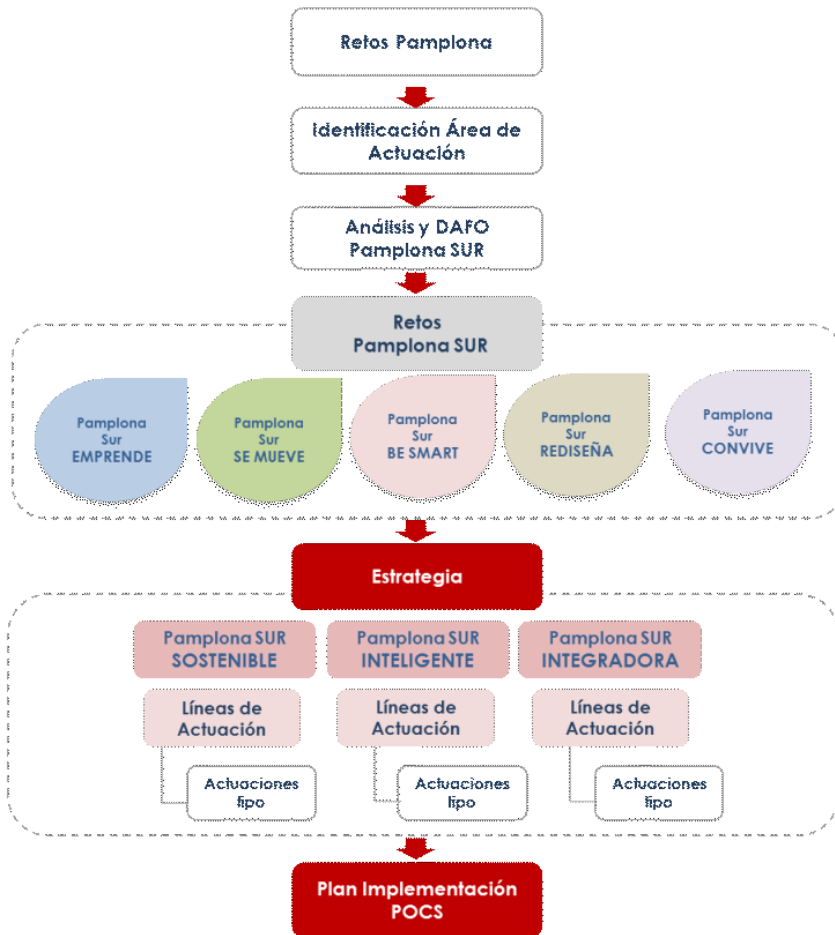 Retos Pamplona
Identificación Área de
Actuación
Análisis y DAFO
Pamplona SUR
Retos
Pamplona SUR
Pamplona
Sur
EMPRENDE
Pamplona
Sur
SE MUEVE
Pamplona
Sur
BE SMART
Pamplona
Sur
REDISEÑA
Pamplona
Sur
CONVIVE
Estrategia
Pamplona SUR
SOSTENIBLE
Pamplona SUR
INTELIGENTE
Pamplona SUR
INTEGRADORA
Líneas de
Actuación
Líneas de
Actuación
Líneas de
Actuación
Actuaciones
tipo
Actuaciones
tipo
Actuaciones
tipo
Plan Implementación
POCS